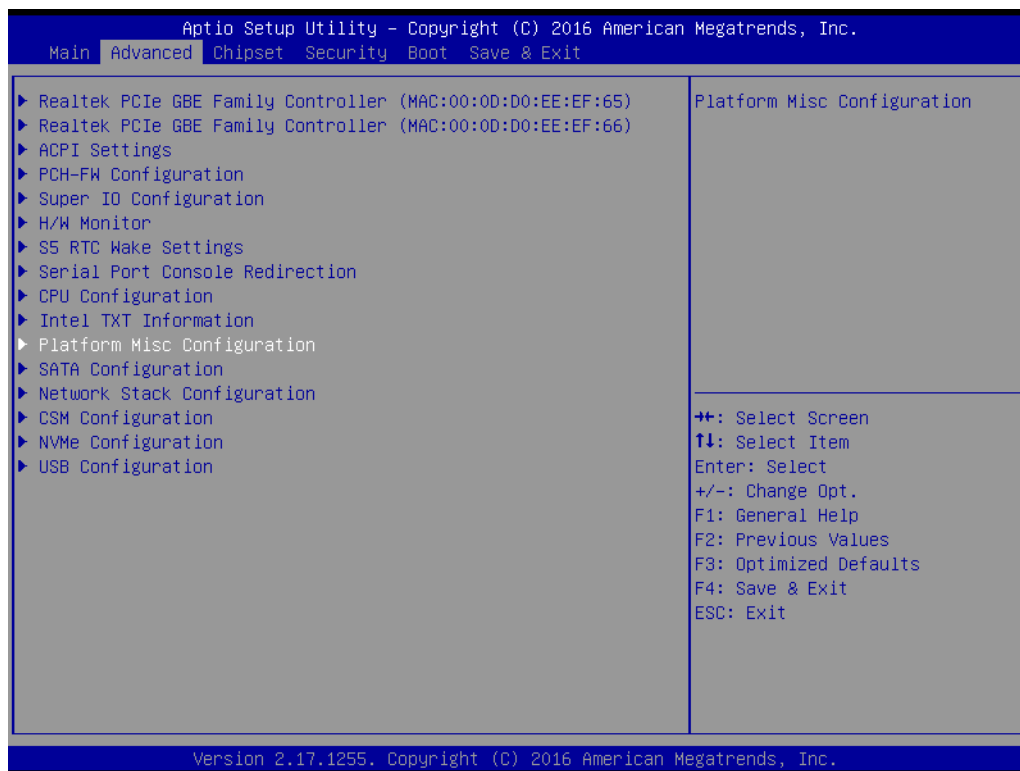 Aptio Setup Utility – Copyright (C) 2016 American Megatrends, Inc.
Main Advanced Chipset Security Boot Save & Exit
▶ Realtek PCIe GBE Family Controller (MAC:00:0D:D0:EE:EF:65)
▶ Realtek PCIe GBE Family Controller (MAC:00:0D:D0:EE:EF:66)
▶ ACPI Settings
▶ PCH-FW Configuration
▶ Super IO Configuration
▶ H/W Monitor
▶ S5 RTC Wake Settings
▶ Serial Port Console Redirection
▶ CPU Configuration
▶ Intel TXT Information
▶ Platform Misc Configuration
▶ SATA Configuration
▶ Network Stack Configuration
▶ CSM Configuration
▶ NVMe Configuration
▶ USB Configuration
Platform Misc Configuration
→←: Select Screen
↑↓: Select Item
Enter: Select
+/-: Change Opt.
F1: General Help
F2: Previous Values
F3: Optimized Defaults
F4: Save & Exit
ESC: Exit
Version 2.17.1255. Copyright (C) 2016 American Megatrends, Inc.